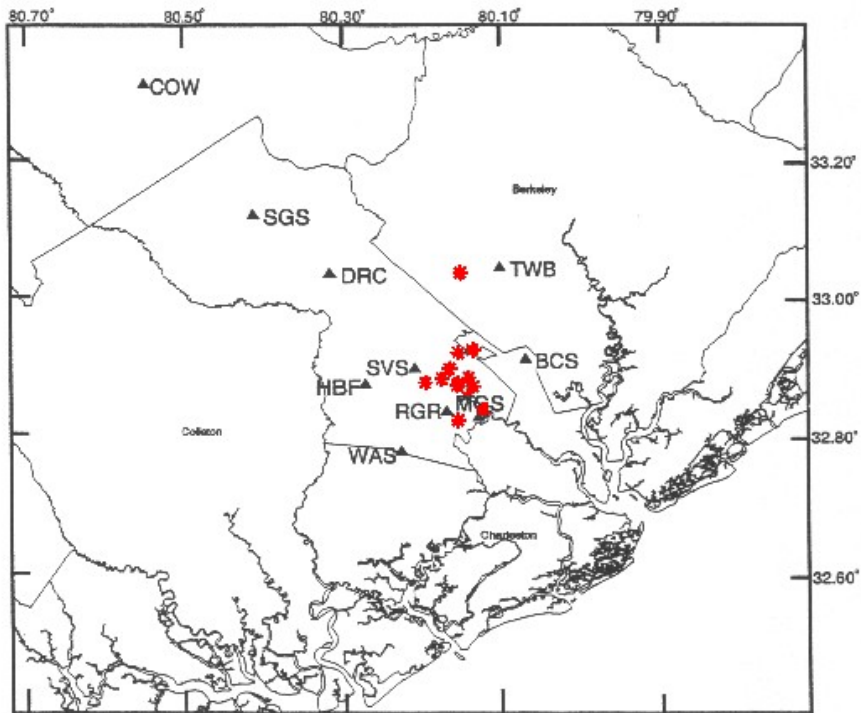 80.70° 80.50° 80.30° 80.10° 79.90°
COW
33.20°
Berkeley
SGS
DRC
TWB
33.00°
SVS
BCS
HBF
RGR
MGS
Colleton
32.80°
WAS
Charleston
32.60°